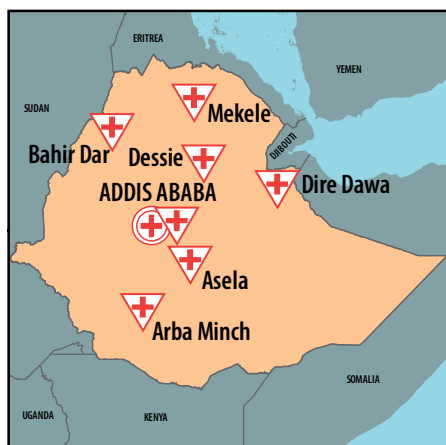 ERITREA
YEMEN
SUDAN
Mekele
DJIBOUTI
Bahir Dar
Dessie
Dire Dawa
ADDIS ABABA
Asela
Arba Minch
SOMALIA
UGANDA
KENYA